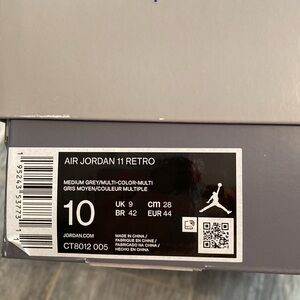 AIR JORDAN 11 RETRO
MEDIUM GREY/MULTI-COLOR-MULTI
GRIS MOYEN/COULEUR MULTIPLE
10
UK 9 cm 28
BR 42 EUR 44
JORDAN.COM
CT8012 005
MADE IN CHINA /
FABRIQUÉ EN CHINE /
FABRICADO NA CHINA /
HECHO EN CHINA